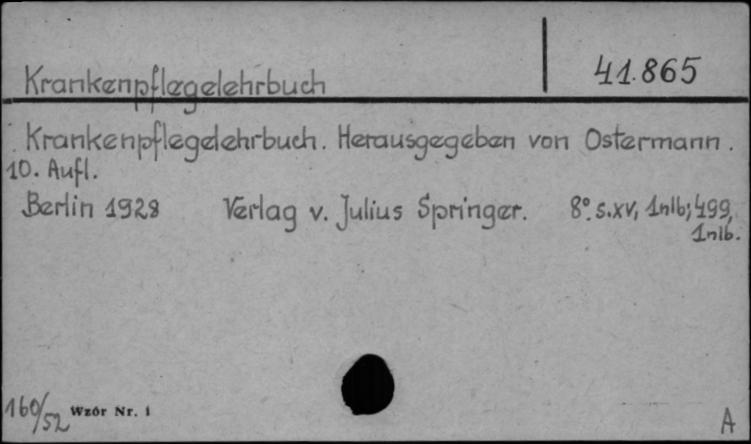 41.865
Krankenpflegelehrbuch
Krankenpflegelehrbuch. Herausgegeben von Ostermann.
10. Aufl.
Berlin 1928 Verlag v. Julius Springer. 8° s.xv, 1nlb; 499,
1nlb.
160/52 Wzór Nr. 1
A